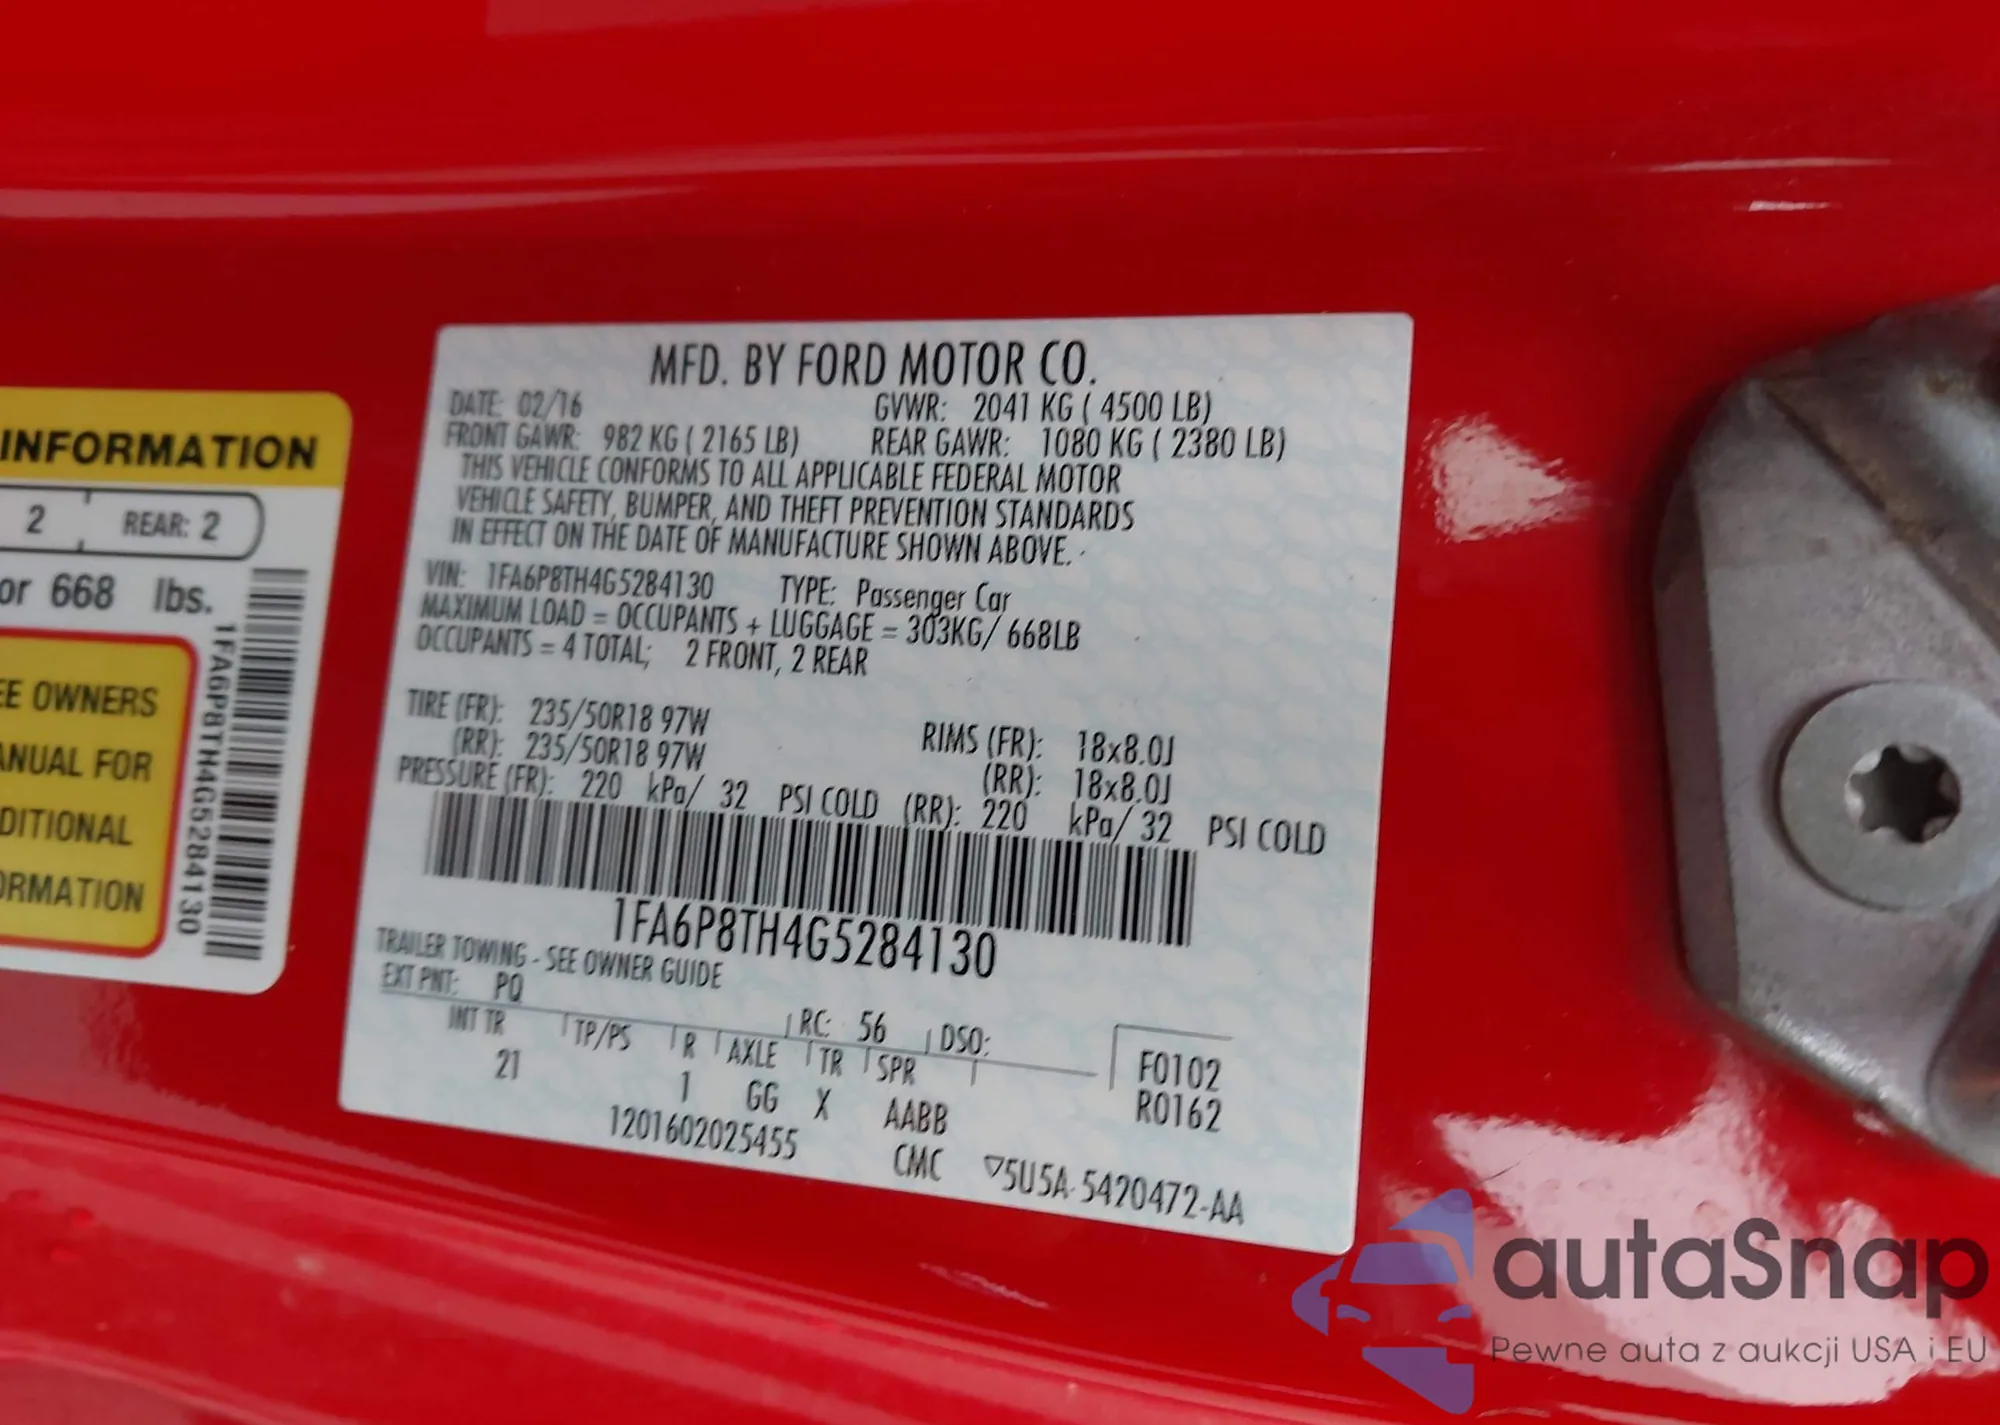 INFORMATION
2 REAR: 2
or 668 lbs.
EE OWNERS
ANUAL FOR
DITIONAL
ORMATION
1FA6P8TH4G5284130
MFD. BY FORD MOTOR CO.
DATE: 02/16 GVWR: 2041 KG ( 4500 LB)
FRONT GAWR: 982 KG ( 2165 LB) REAR GAWR: 1080 KG ( 2380 LB)
THIS VEHICLE CONFORMS TO ALL APPLICABLE FEDERAL MOTOR
VEHICLE SAFETY, BUMPER, AND THEFT PREVENTION STANDARDS
IN EFFECT ON THE DATE OF MANUFACTURE SHOWN ABOVE.
VIN: 1FA6P8TH4G5284130 TYPE: Passenger Car
MAXIMUM LOAD = OCCUPANTS + LUGGAGE = 303KG/ 668LB
OCCUPANTS = 4 TOTAL; 2 FRONT, 2 REAR
TIRE (FR): 235/50R18 97W RIMS (FR): 18x8.0J
(RR): 235/50R18 97W (RR): 18x8.0J
PRESSURE (FR): 220 kPa/ 32 PSI COLD (RR): 220 kPa/ 32 PSI COLD
1FA6P8TH4G5284130
TRAILER TOWING - SEE OWNER GUIDE
EXT PNT: PQ RC: 56 DSO:
INT TR TP/PS R AXLE TR SPR F0102
21 1 GG X AABB R0162
1201602025455 CMC ▽5U5A-5420472-AA
autaSnap
Pewne auta z aukcji USA i EU